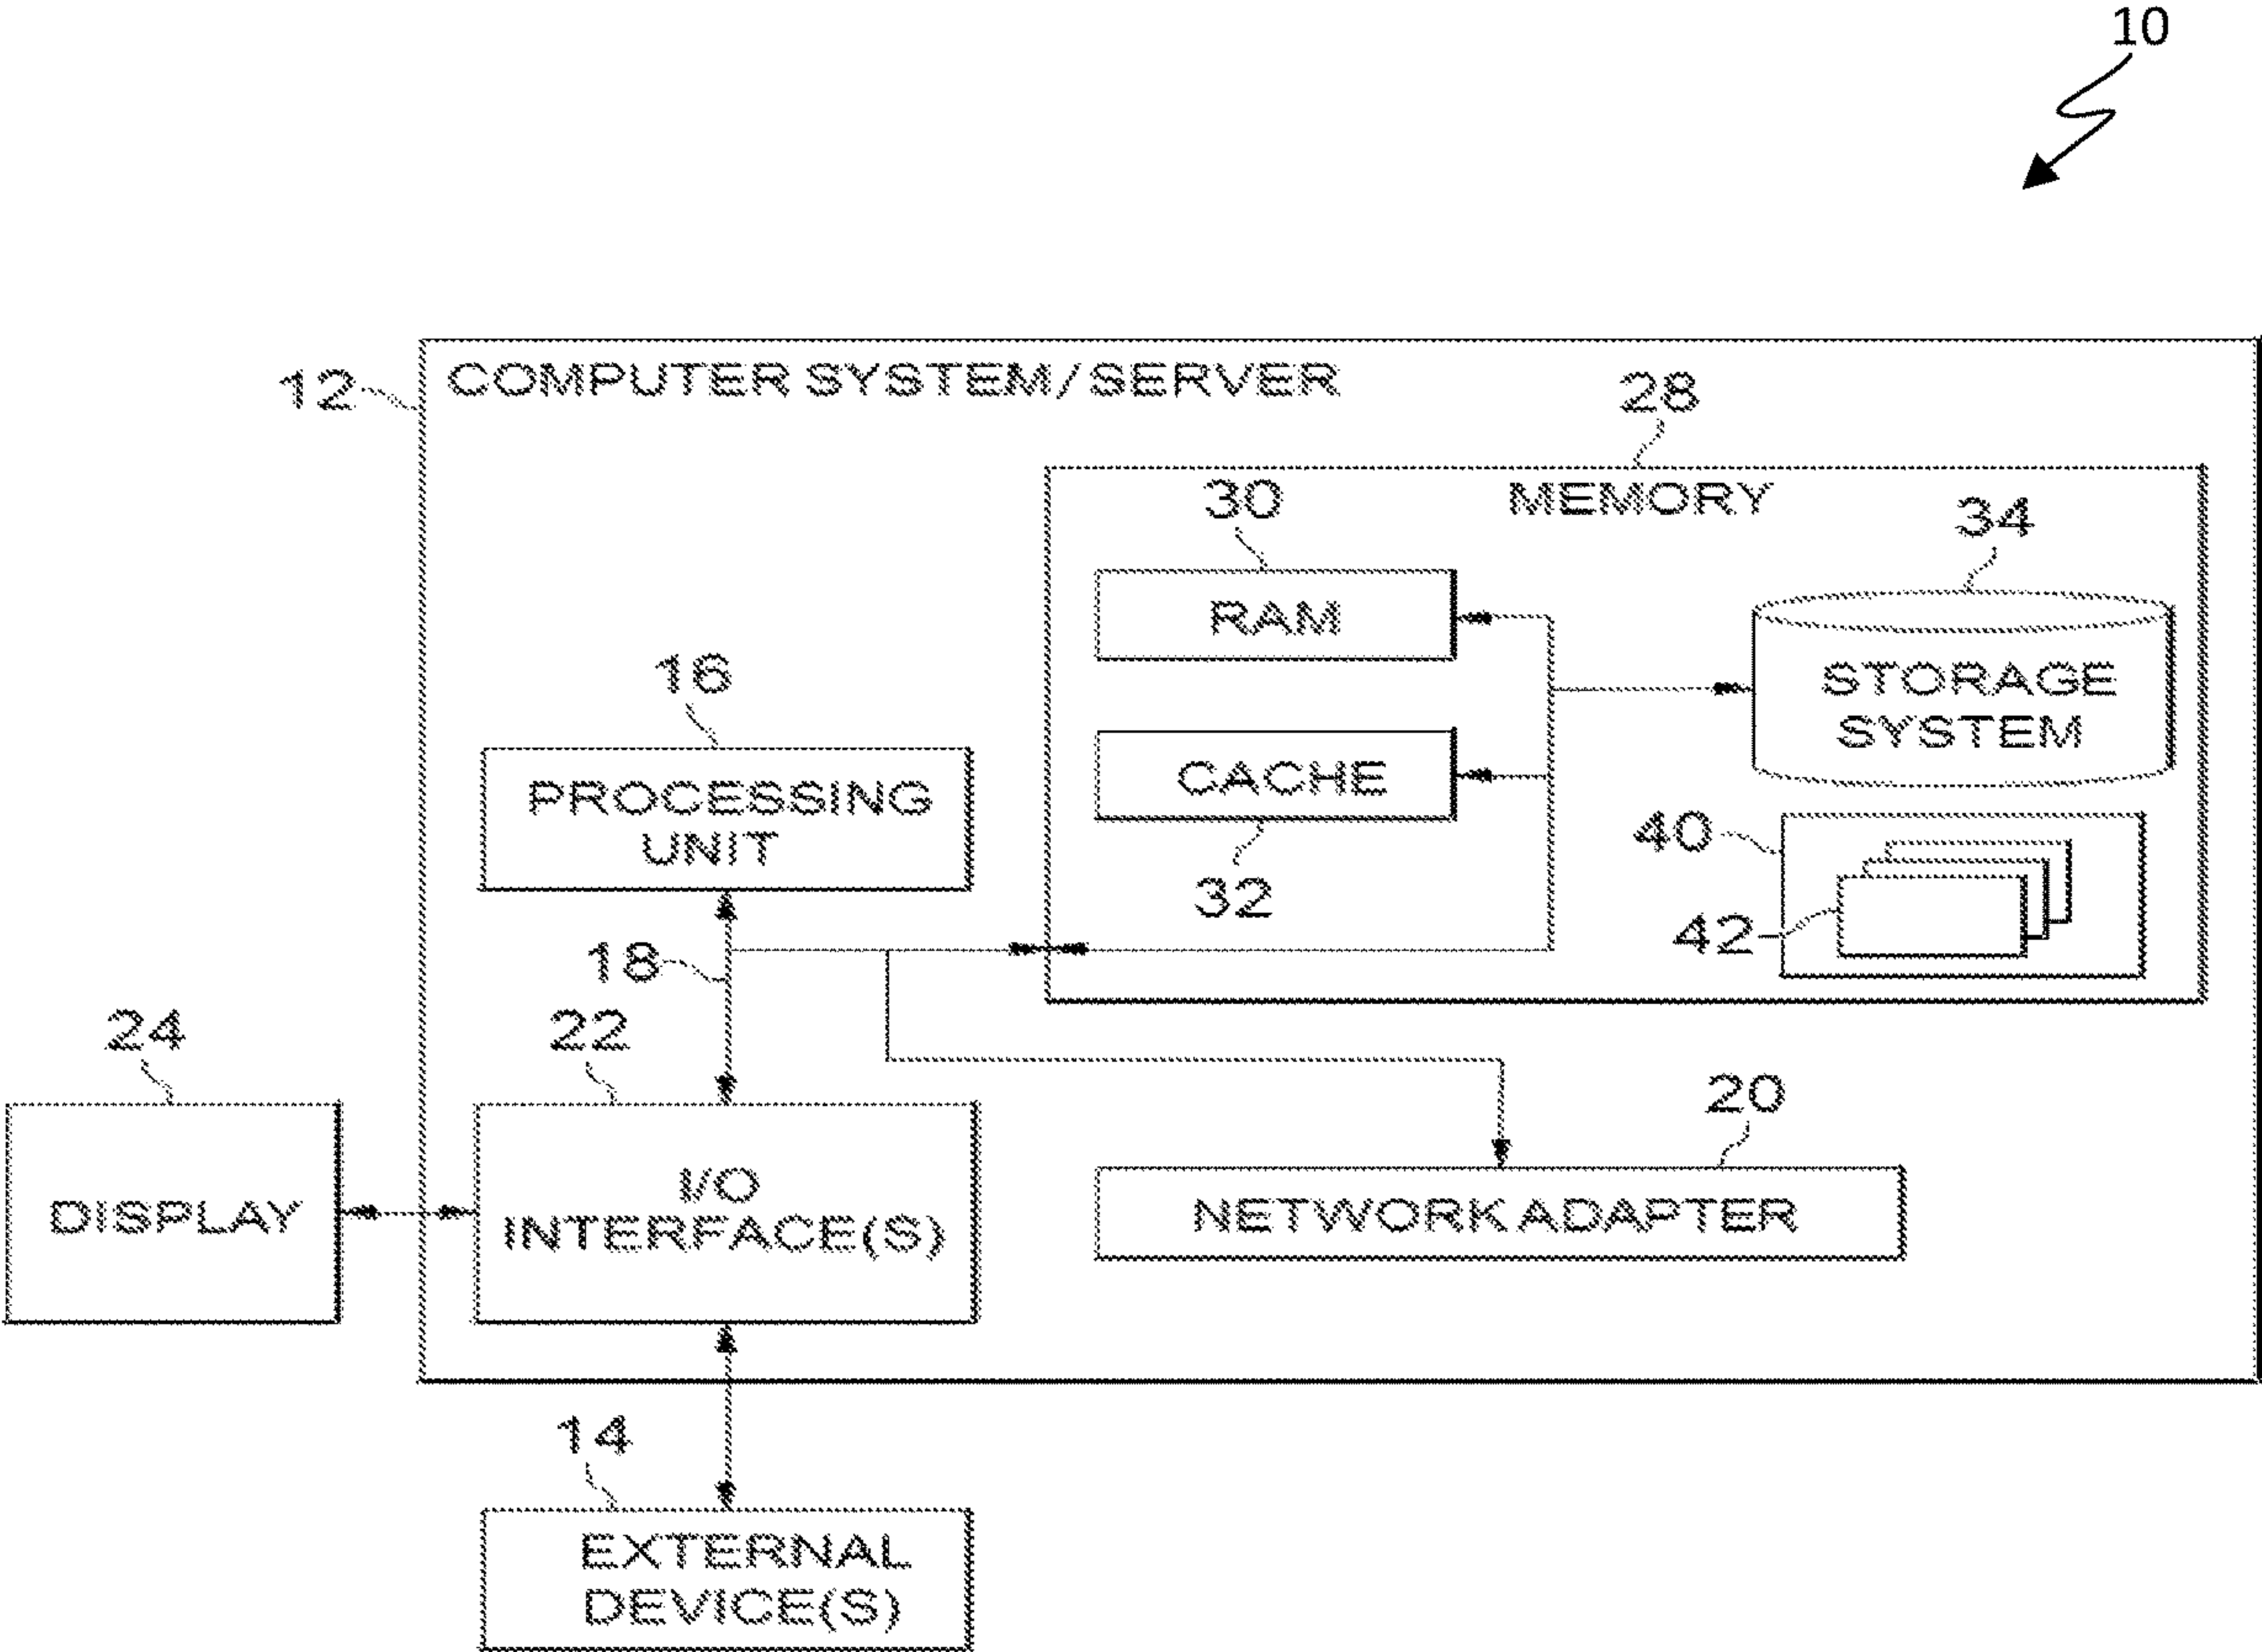 10
12
COMPUTER SYSTEM/SERVER
28
MEMORY
30
RAM
34
STORAGE
SYSTEM
16
PROCESSING
UNIT
CACHE
32
40
42
18
22
24
DISPLAY
I/O
INTERFACE(S)
20
NETWORK ADAPTER
14
EXTERNAL
DEVICE(S)